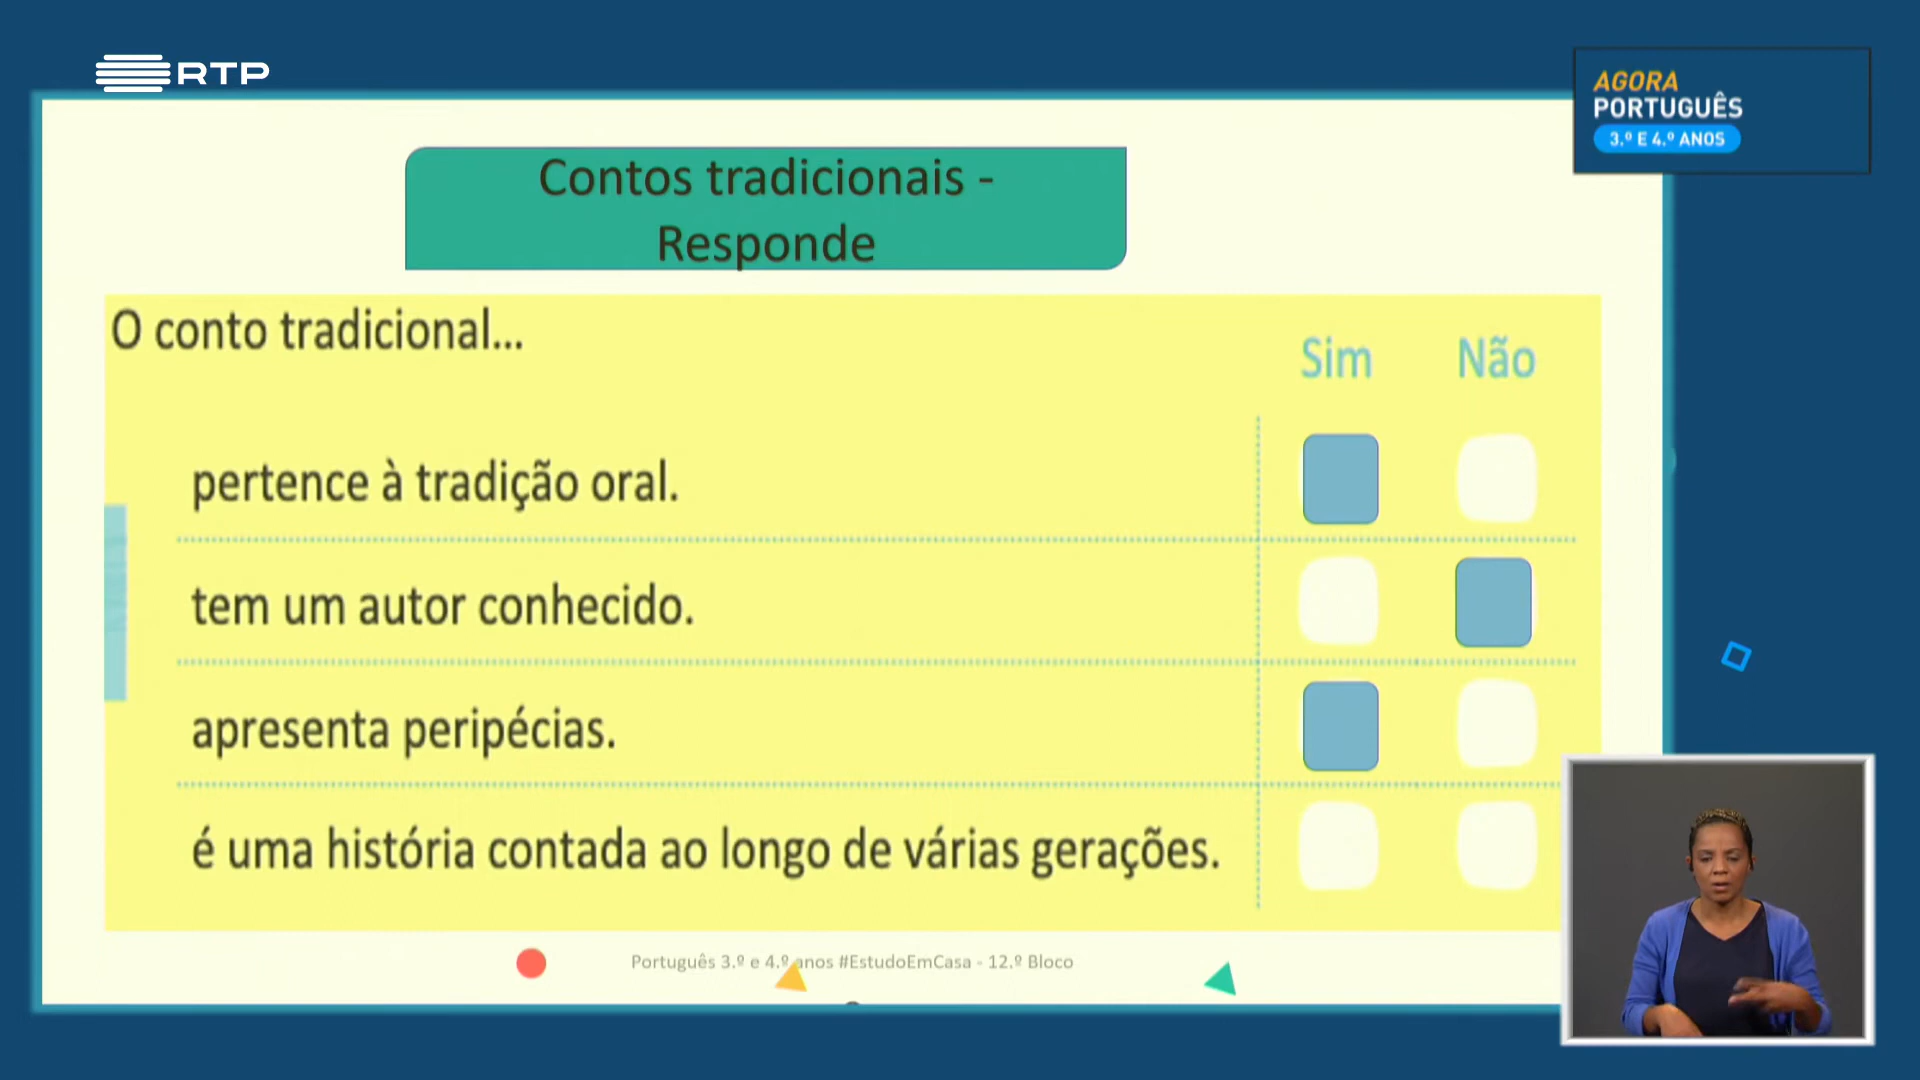 RTP
AGORA
PORTUGUÊS
3.º E 4.º ANOS
Contos tradicionais -
Responde
O conto tradicional...
Sim Não
pertence à tradição oral.
tem um autor conhecido.
apresenta peripécias.
é uma história contada ao longo de várias gerações.
Português 3.º e 4.º anos #EstudoEmCasa - 12.º Bloco